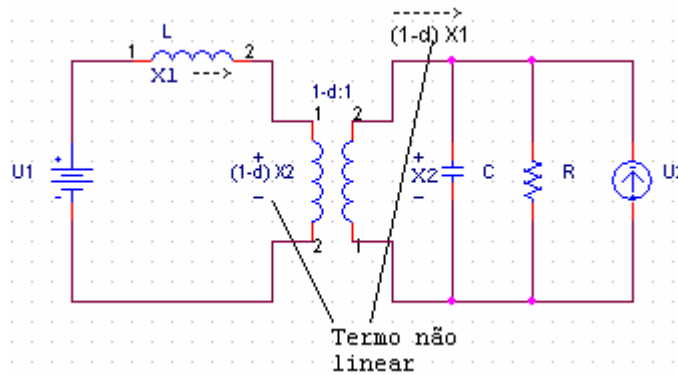 L
(1-d) X1
1
2
X1 --->
1-d:1
1
2
U1
+
-
+
(1-d) X2
-
+
X2
-
C
R
U2
2
1
Termo não
linear